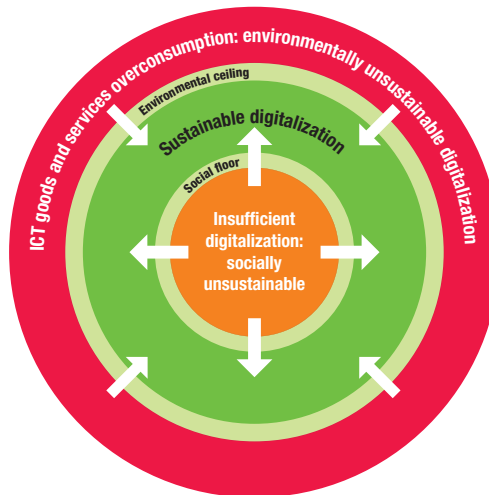 ICT goods and services overconsumption: environmentally unsustainable digitalization
Environmental ceiling
Sustainable digitalization
Social floor
Insufficient
digitalization:
socially
unsustainable